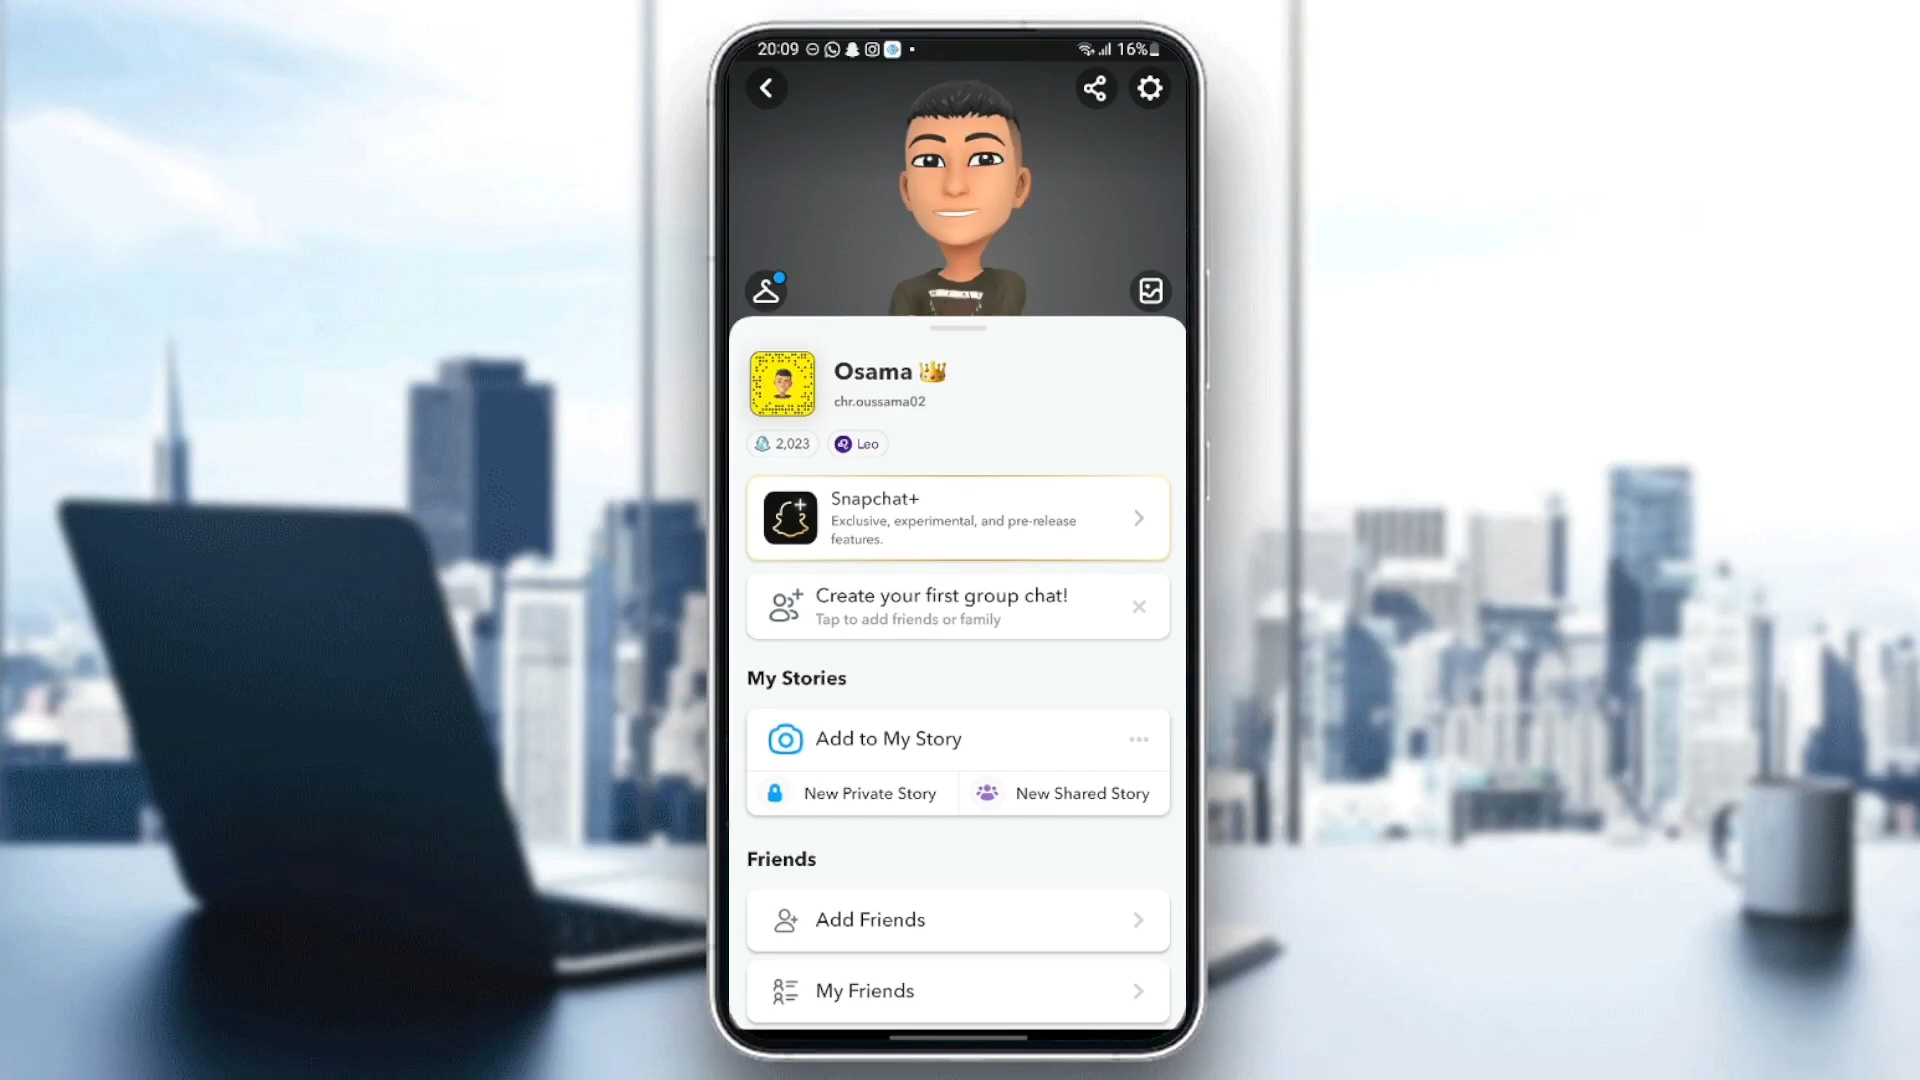 20:09
16%
Osama 👑
chr.oussama02
2,023
Leo
Snapchat+
Exclusive, experimental, and pre-release
features.
Create your first group chat!
Tap to add friends or family
My Stories
Add to My Story
New Private Story
New Shared Story
Friends
Add Friends
My Friends